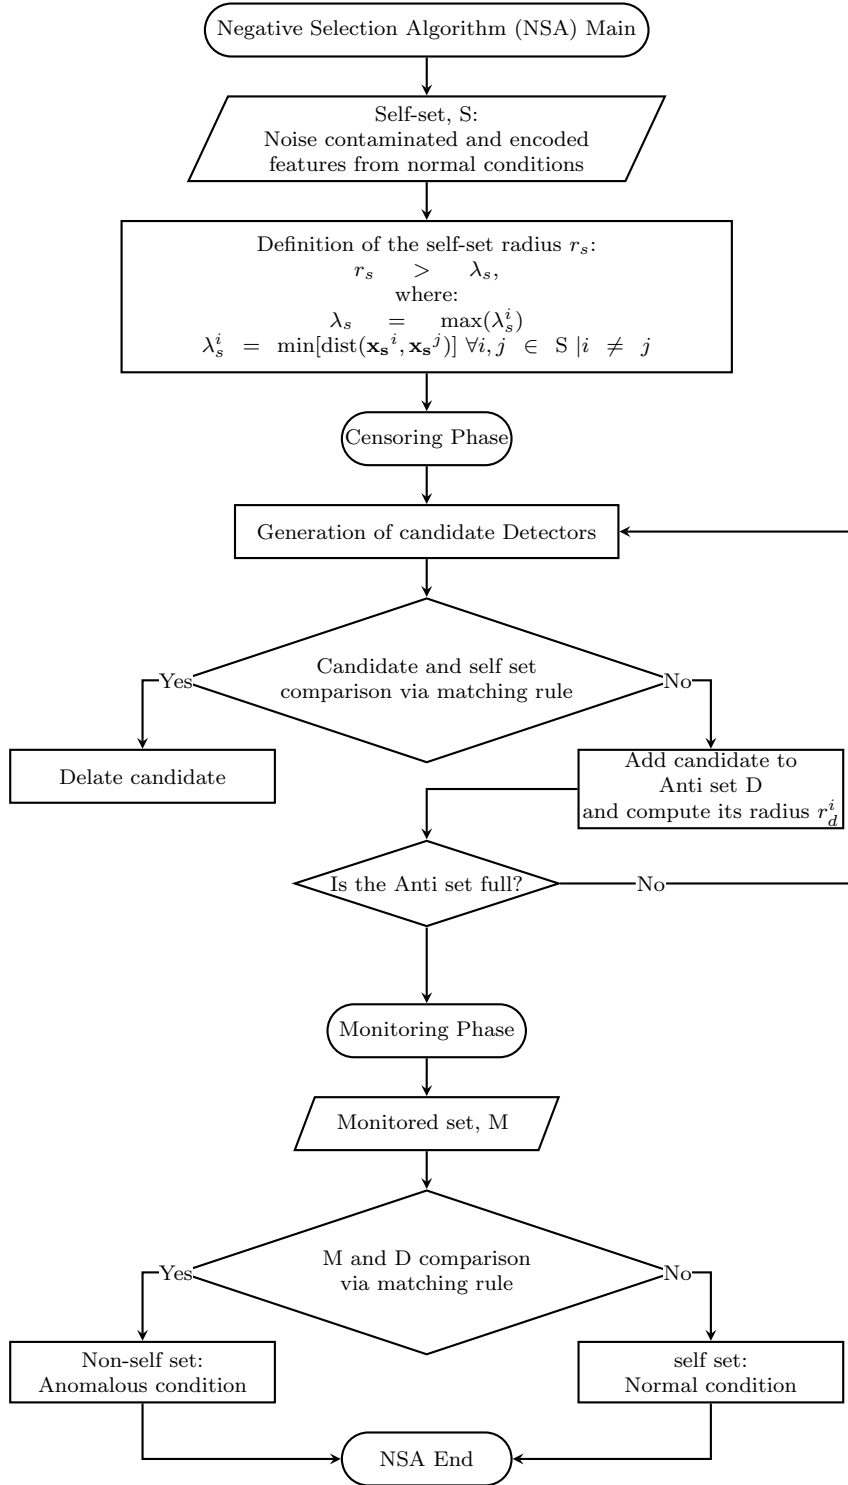 Negative Selection Algorithm (NSA) Main
Self-set, S:
Noise contaminated and encoded
features from normal conditions
Definition of the self-set radius r_s:
r_s > λ_s,
where:
λ_s = max(λ_s^i)
λ_s^i = min[dist(x_s^i, x_s^j)] ∀i, j ∈ S |i ≠ j
Censoring Phase
Generation of candidate Detectors
Candidate and self set
comparison via matching rule
Yes
No
Delate candidate
Add candidate to
Anti set D
and compute its radius r_d^i
Is the Anti set full?
No
Monitoring Phase
Monitored set, M
M and D comparison
via matching rule
Yes
No
Non-self set:
Anomalous condition
self set:
Normal condition
NSA End